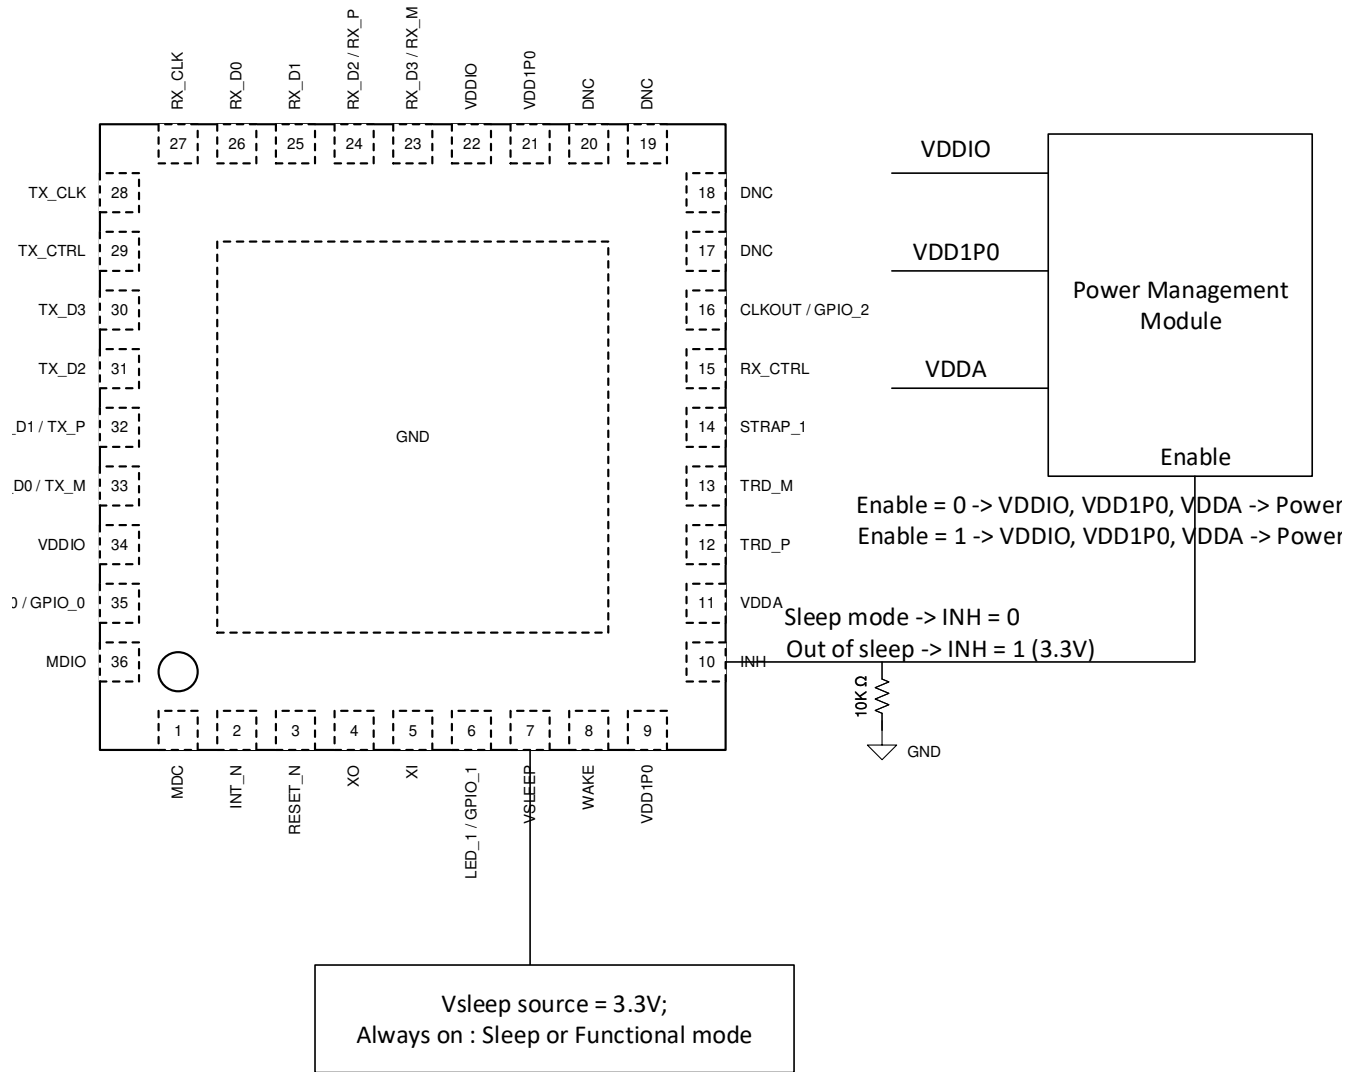 RX_CLK
RX_D0
RX_D1
RX_D2 / RX_P
RX_D3 / RX_M
VDDIO
VDD1P0
DNC
DNC
27
26
25
24
23
22
21
20
19
TX_CLK 28
TX_CTRL 29
TX_D3 30
TX_D2 31
_D1 / TX_P 32
D0 / TX_M 33
VDDIO 34
/ GPIO_0 35
MDIO 36
GND
18 DNC
17 DNC
16 CLKOUT / GPIO_2
15 RX_CTRL
14 STRAP_1
13 TRD_M
12 TRD_P
11 VDDA
10 INH
1
2
3
4
5
6
7
8
9
MDC
INT_N
RESET_N
XO
XI
LED_1 / GPIO_1
VSLEEP
WAKE
VDD1P0
VDDIO
VDD1P0
VDDA
Power Management
Module
Enable
Enable = 0 -> VDDIO, VDD1P0, VDDA -> Power
Enable = 1 -> VDDIO, VDD1P0, VDDA -> Power
Sleep mode -> INH = 0
Out of sleep -> INH = 1 (3.3V)
10K Ω
GND
Vsleep source = 3.3V;
Always on : Sleep or Functional mode